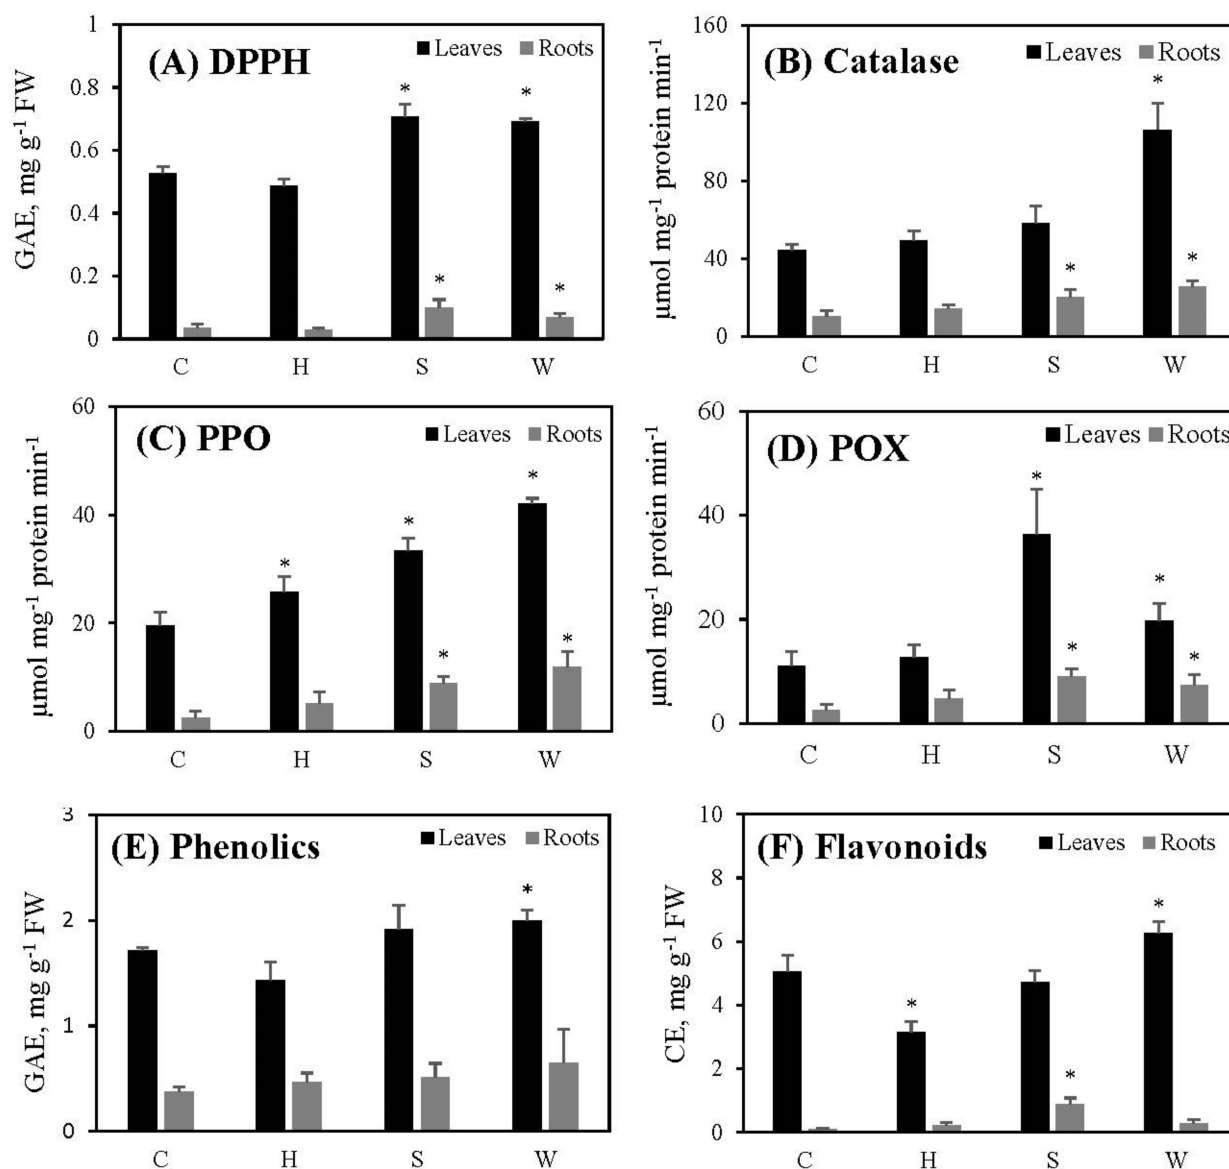 (A) DPPH
Leaves Roots
GAE, mg g⁻¹ FW
1
0.8
0.6
0.4
0.2
0
* * * *
C H S W
(B) Catalase
Leaves Roots
µmol mg⁻¹ protein min⁻¹
160
120
80
40
0
* * *
C H S W
(C) PPO
Leaves Roots
µmol mg⁻¹ protein min⁻¹
60
40
20
0
* * * * *
C H S W
(D) POX
Leaves Roots
µmol mg⁻¹ protein min⁻¹
60
40
20
0
* * * *
C H S W
(E) Phenolics
Leaves Roots
GAE, mg g⁻¹ FW
3
2
1
0
*
C H S W
(F) Flavonoids
Leaves Roots
CE, mg g⁻¹ FW
10
8
6
4
2
0
* * *
C H S W